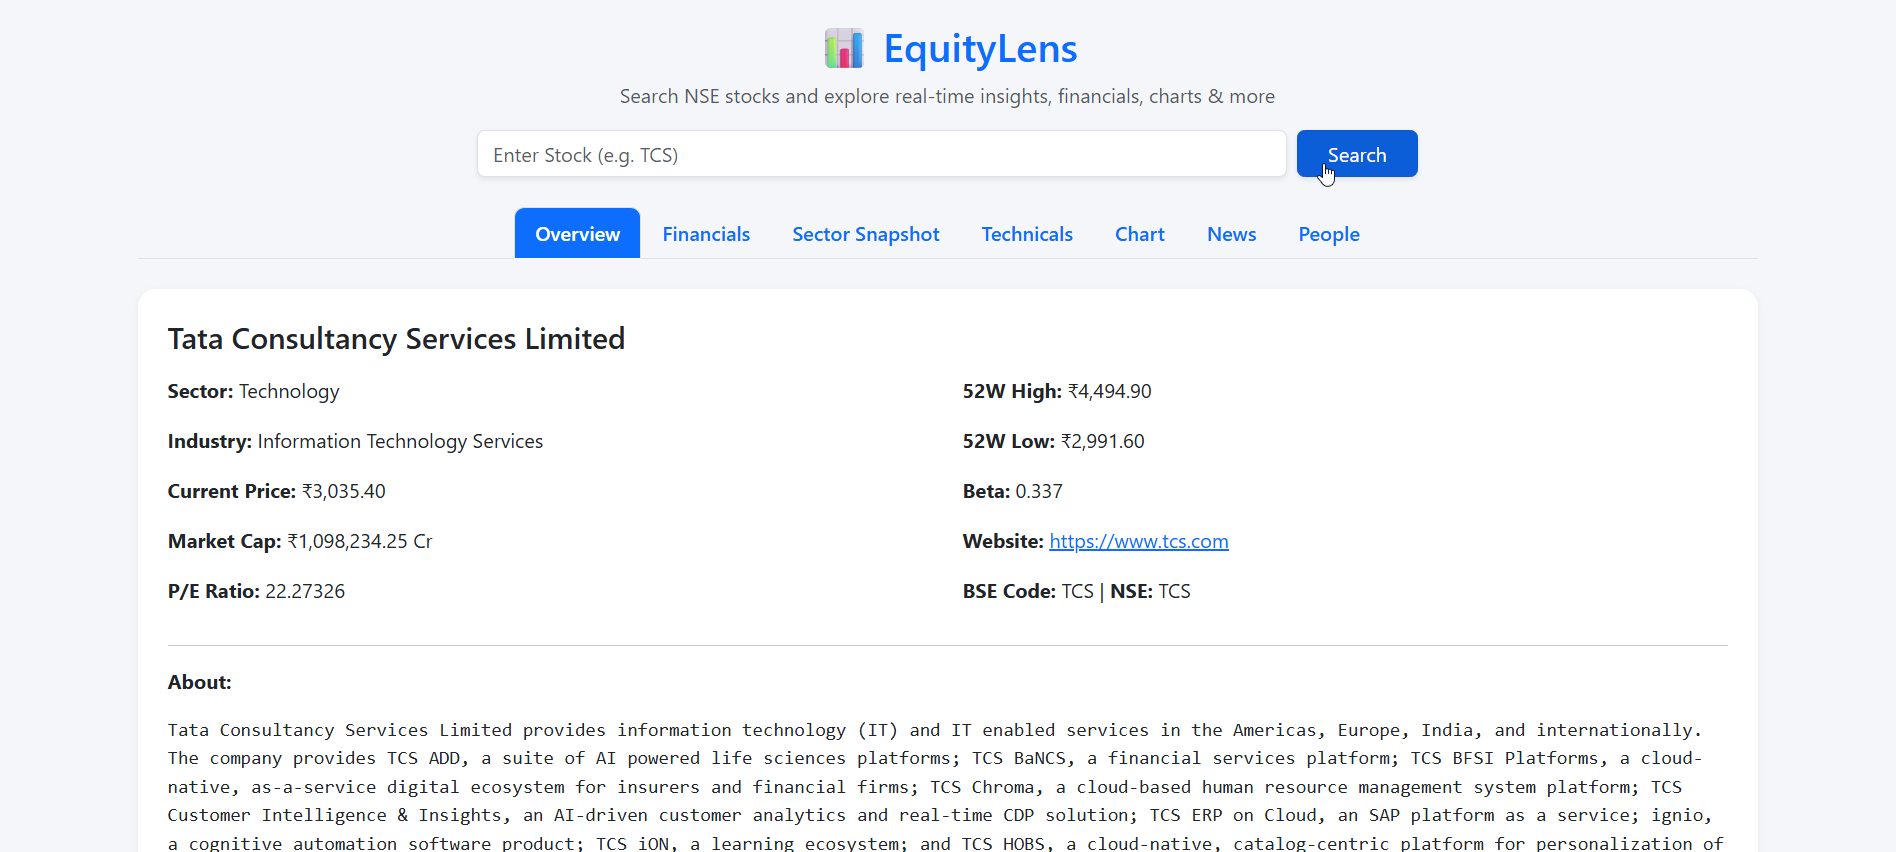 EquityLens
Search NSE stocks and explore real-time insights, financials, charts & more
Enter Stock (e.g. TCS)
Search
Overview
Financials
Sector Snapshot
Technicals
Chart
News
People
Tata Consultancy Services Limited
Sector: Technology
Industry: Information Technology Services
Current Price: ₹3,035.40
Market Cap: ₹1,098,234.25 Cr
P/E Ratio: 22.27326
52W High: ₹4,494.90
52W Low: ₹2,991.60
Beta: 0.337
Website: https://www.tcs.com
BSE Code: TCS | NSE: TCS
About:
Tata Consultancy Services Limited provides information technology (IT) and IT enabled services in the Americas, Europe, India, and internationally.
The company provides TCS ADD, a suite of AI powered life sciences platforms; TCS BaNCS, a financial services platform; TCS BFSI Platforms, a cloud-
native, as-a-service digital ecosystem for insurers and financial firms; TCS Chroma, a cloud-based human resource management system platform; TCS
Customer Intelligence & Insights, an AI-driven customer analytics and real-time CDP solution; TCS ERP on Cloud, an SAP platform as a service; ignio,
a cognitive automation software product; TCS iON, a learning ecosystem; and TCS HOBS, a cloud-native, catalog-centric platform for personalization of